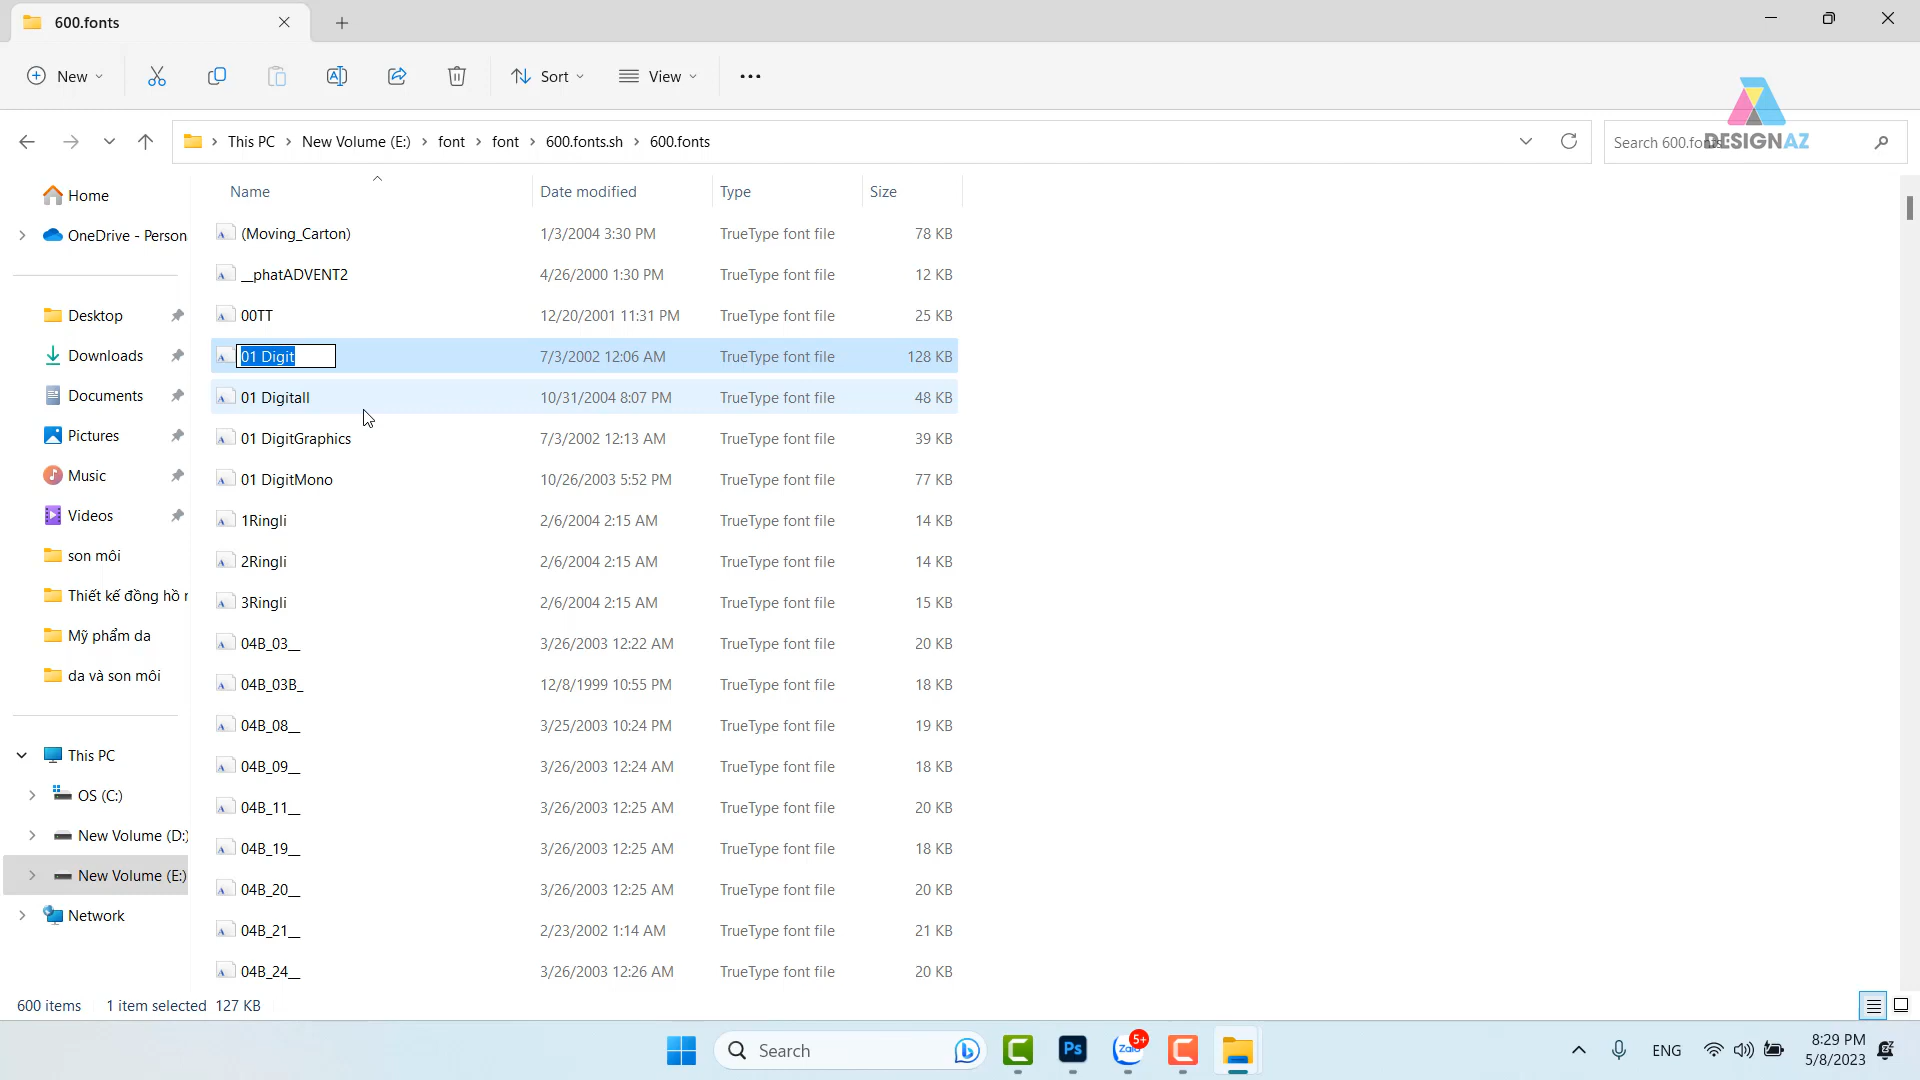 600.fonts
New
Sort
View
This PC
New Volume (E:)
font
font
600.fonts.sh
600.fonts
Search 600.fonts
DESIGNAZ
Home
OneDrive - Person
Desktop
Downloads
Documents
Pictures
Music
Videos
son môi
Thiết kế đồng hồ r
Mỹ phẩm da
da và son môi
This PC
OS (C:)
New Volume (D:)
New Volume (E:)
Network
Name Date modified Type Size
(Moving_Carton) 1/3/2004 3:30 PM TrueType font file 78 KB
__phatADVENT2 4/26/2000 1:30 PM TrueType font file 12 KB
00TT 12/20/2001 11:31 PM TrueType font file 25 KB
01 Digit 7/3/2002 12:06 AM TrueType font file 128 KB
01 Digitall 10/31/2004 8:07 PM TrueType font file 48 KB
01 DigitGraphics 7/3/2002 12:13 AM TrueType font file 39 KB
01 DigitMono 10/26/2003 5:52 PM TrueType font file 77 KB
1Ringli 2/6/2004 2:15 AM TrueType font file 14 KB
2Ringli 2/6/2004 2:15 AM TrueType font file 14 KB
3Ringli 2/6/2004 2:15 AM TrueType font file 15 KB
04B_03__ 3/26/2003 12:22 AM TrueType font file 20 KB
04B_03B_ 12/8/1999 10:55 PM TrueType font file 18 KB
04B_08__ 3/25/2003 10:24 PM TrueType font file 19 KB
04B_09__ 3/26/2003 12:24 AM TrueType font file 18 KB
04B_11__ 3/26/2003 12:25 AM TrueType font file 20 KB
04B_19__ 3/26/2003 12:25 AM TrueType font file 18 KB
04B_20__ 3/26/2003 12:25 AM TrueType font file 20 KB
04B_21__ 2/23/2002 1:14 AM TrueType font file 21 KB
04B_24__ 3/26/2003 12:26 AM TrueType font file 20 KB
600 items 1 item selected 127 KB
Search
Ps
Zalo
5+
ENG
8:29 PM
5/8/2023